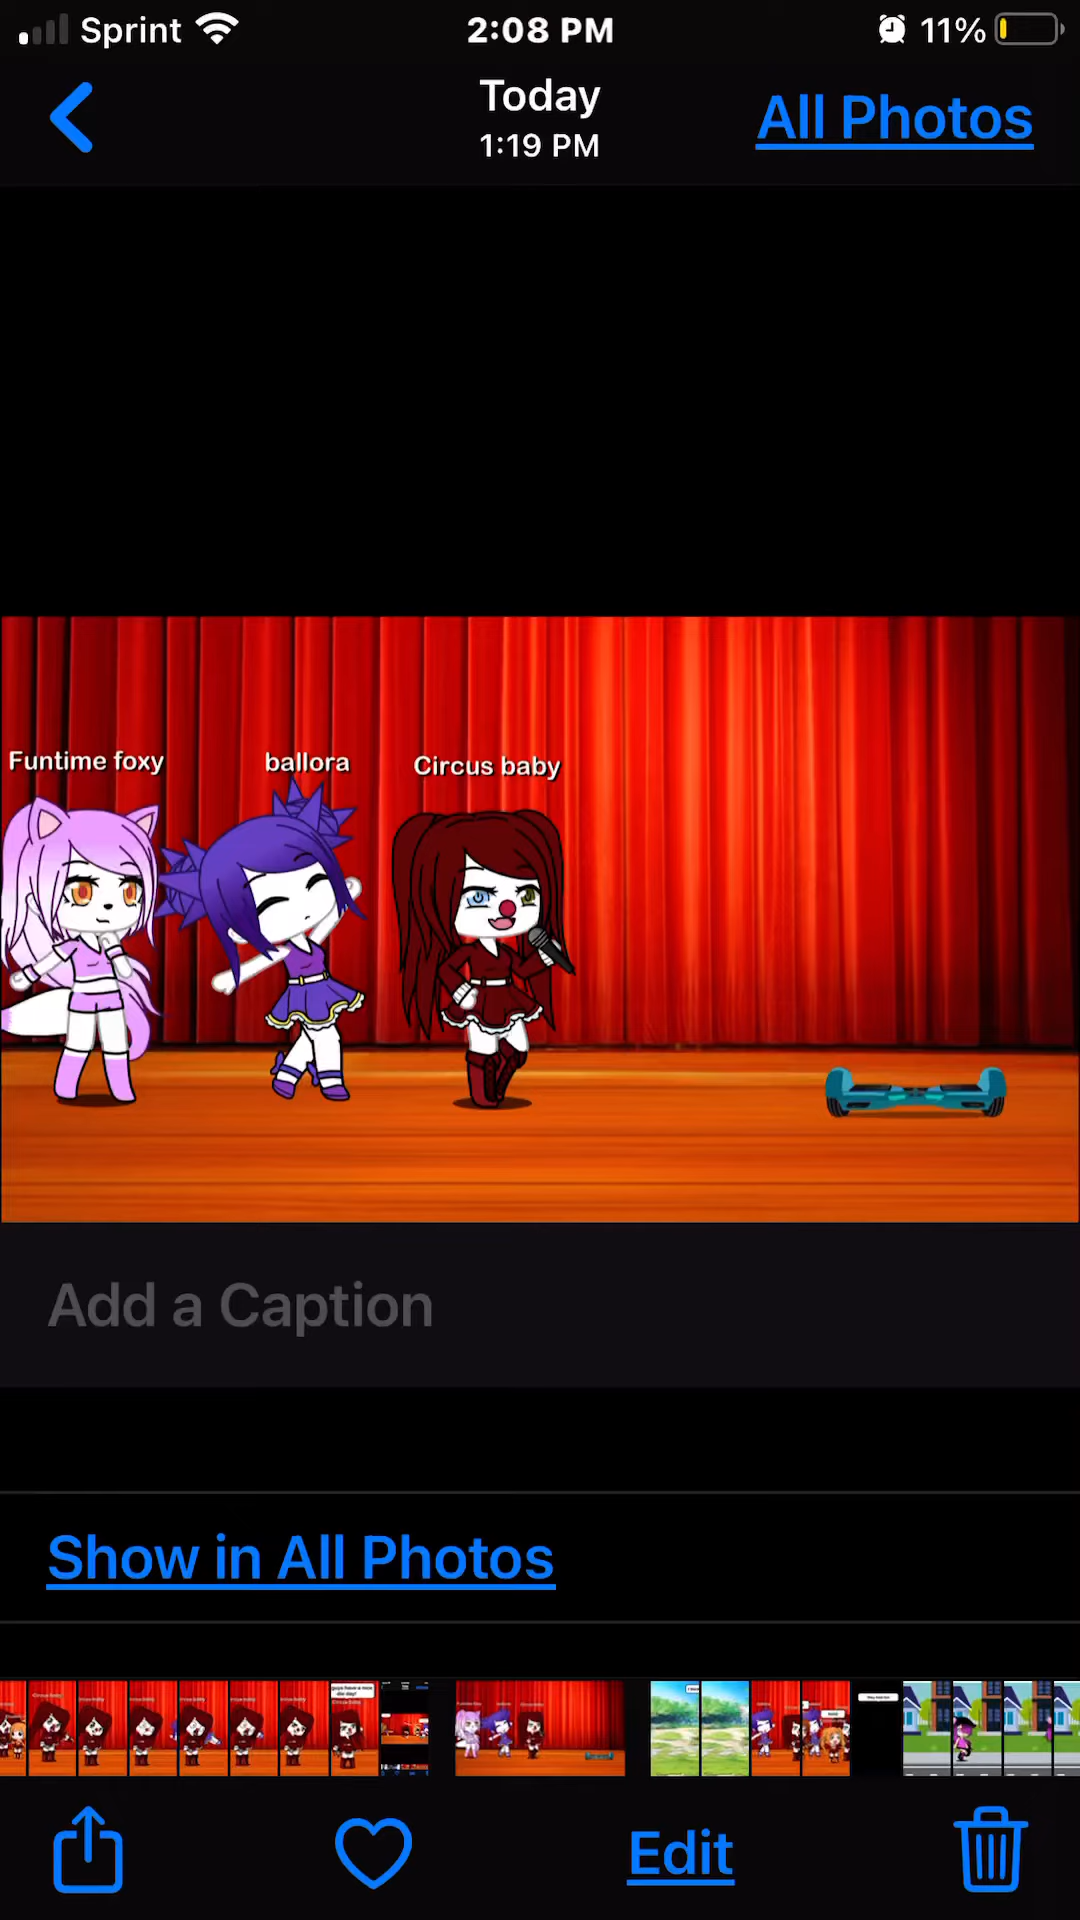 Sprint 2:08 PM 11%
Today
1:19 PM
All Photos
Funtime foxy ballora Circus baby
Add a Caption
Show in All Photos
Edit